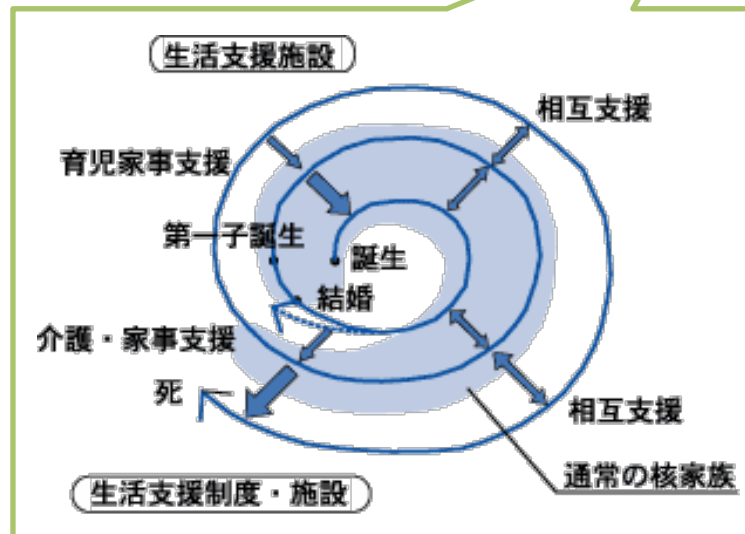 生活支援施設
相互支援
育児家事支援
第一子誕生
誕生
結婚
介護・家事支援
死
相互支援
通常の核家族
生活支援制度・施設